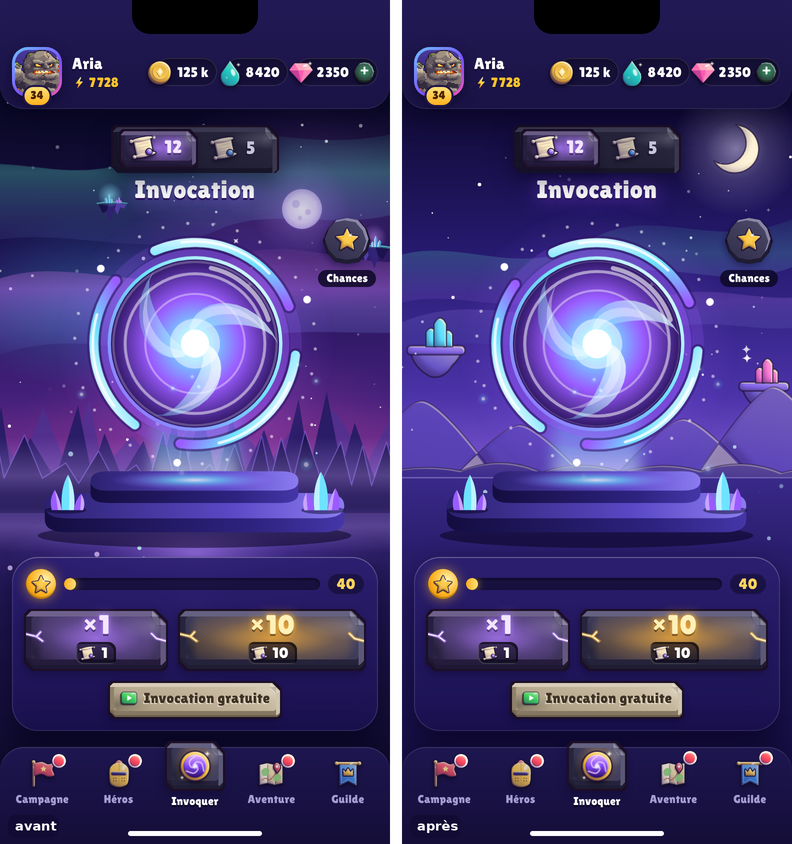 Aria
7728
125 k
8420
2350
+
34
12
5
Invocation
Chances
40
×1
1
×10
10
Invocation gratuite
Campagne
Héros
Invoquer
Aventure
Guilde
avant
Aria
7728
125 k
8420
2350
+
34
12
5
Invocation
Chances
40
×1
1
×10
10
Invocation gratuite
Campagne
Héros
Invoquer
Aventure
Guilde
après